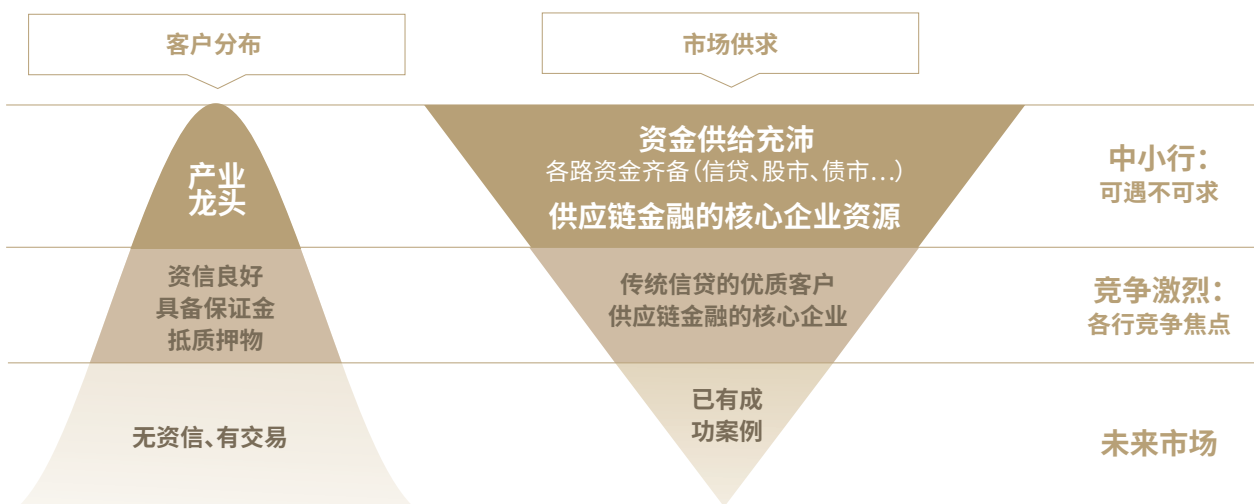 客户分布
市场供求
产业
龙头
资金供给充沛
各路资金齐备（信贷、股市、债市...）
供应链金融的核心企业资源
中小行：
可遇不可求
资信良好
具备保证金
抵质押物
传统信贷的优质客户
供应链金融的核心企业
竞争激烈：
各行竞争焦点
无资信、有交易
已有成
功案例
未来市场